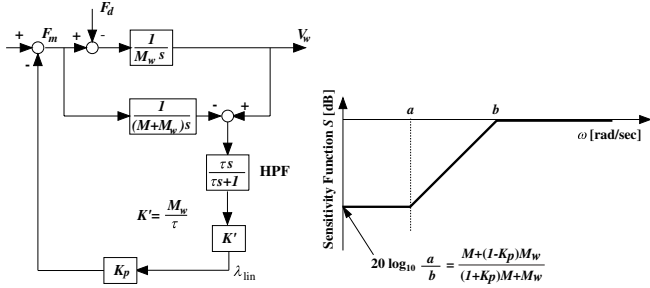 F_d
+ F_m + - 1 / M_w s V_w
-
1 / (M+M_w)s - +
τs / τs+1 HPF
K'= M_w / τ
K'
K_p λ_lin
Sensitivity Function S [dB]
a b
ω [rad/sec]
20 log_10 a / b = M+(1-K_p)M_w / (1+K_p)M+M_w